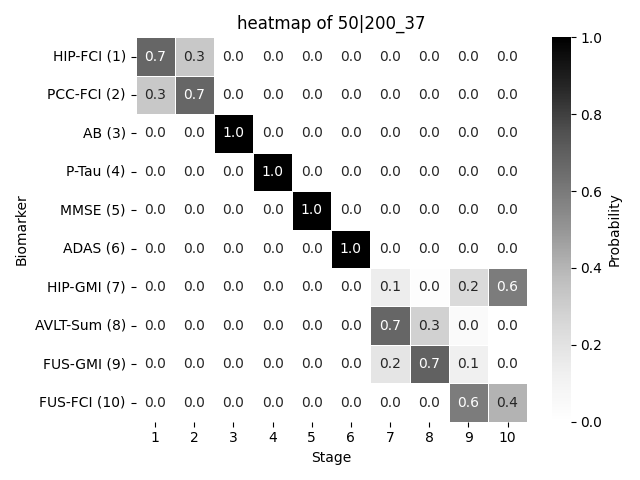 heatmap of 50|200_37
HIP-FCI (1) 0.7 0.3 0.0 0.0 0.0 0.0 0.0 0.0 0.0 0.0
PCC-FCI (2) 0.3 0.7 0.0 0.0 0.0 0.0 0.0 0.0 0.0 0.0
AB (3) 0.0 0.0 1.0 0.0 0.0 0.0 0.0 0.0 0.0 0.0
P-Tau (4) 0.0 0.0 0.0 1.0 0.0 0.0 0.0 0.0 0.0 0.0
MMSE (5) 0.0 0.0 0.0 0.0 1.0 0.0 0.0 0.0 0.0 0.0
ADAS (6) 0.0 0.0 0.0 0.0 0.0 1.0 0.0 0.0 0.0 0.0
HIP-GMI (7) 0.0 0.0 0.0 0.0 0.0 0.0 0.1 0.0 0.2 0.6
AVLT-Sum (8) 0.0 0.0 0.0 0.0 0.0 0.0 0.7 0.3 0.0 0.0
FUS-GMI (9) 0.0 0.0 0.0 0.0 0.0 0.0 0.2 0.7 0.1 0.0
FUS-FCI (10) 0.0 0.0 0.0 0.0 0.0 0.0 0.0 0.0 0.6 0.4
1 2 3 4 5 6 7 8 9 10
Stage
Biomarker
1.0
0.8
0.6
0.4
0.2
0.0
Probability